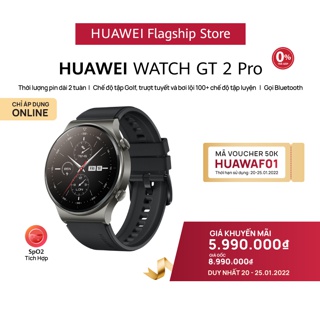 HUAWEI Flagship Store
HUAWEI WATCH GT 2 Pro
0%
Thời lượng pin dài 2 tuần | Chế độ tập Golf, trượt tuyết và bơi lội 100+ chế độ tập luyện | Gọi Bluetooth
CHỈ ÁP DỤNG
ONLINE
MÃ VOUCHER 50K
HUAWAF01
Thời hạn sử dụng: 20-25.01.2022
SpO2
Tích Hợp
GIÁ KHUYẾN MÃI
5.990.000₫
GIÁ GỐC
8.990.000₫
DUY NHẤT 20 - 25.01.2022